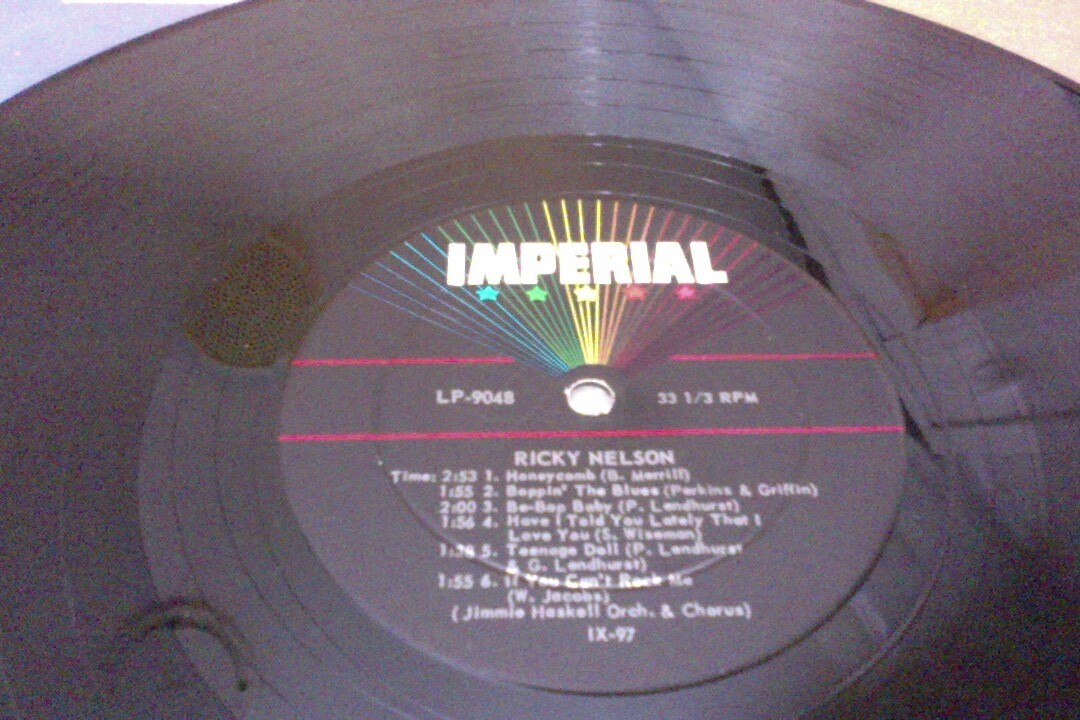 IMPERIAL
LP-9048 33 1/3 RPM
RICKY NELSON
Time: 2:53 1. Honeycomb (B. Merrill)
1:55 2. Boppin' The Blues (Perkins & Griffin)
2:00 3. Be-Bop Baby (P. Lendhurst)
1:56 4. Have I Told You Lately That I
Love You (S. Wiseman)
5. Teenage Doll (P. Lendhurst
& G. Lendhurst)
1:55 6. If You Can't Rock Me
(W. Jacobs)
(Jimmie Haskell Orch. & Chorus)
IX-97